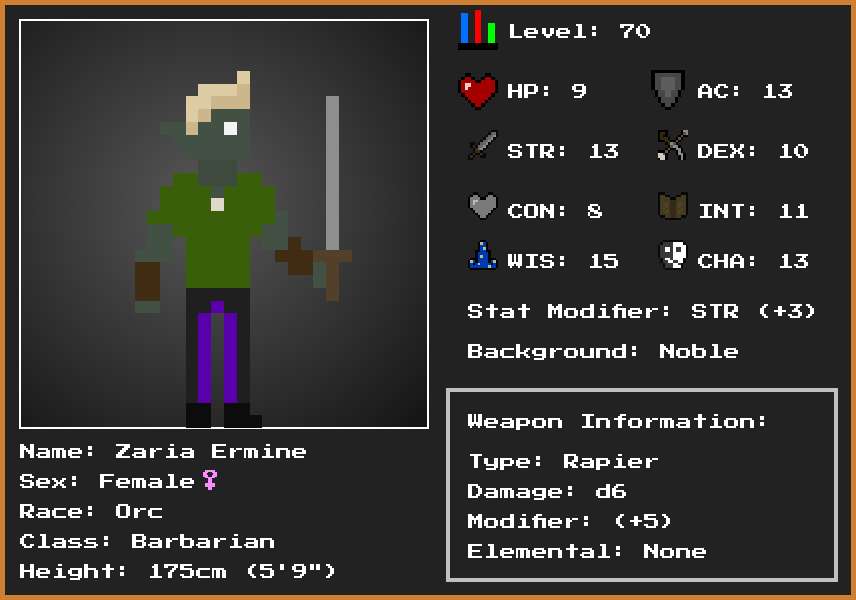 Level: 70
HP: 9
AC: 13
STR: 13
DEX: 10
CON: 8
INT: 11
WIS: 15
CHA: 13
Stat Modifier: STR (+3)
Background: Noble
Weapon Information:
Type: Rapier
Damage: d6
Modifier: (+5)
Elemental: None
Name: Zaria Ermine
Sex: Female♀
Race: Orc
Class: Barbarian
Height: 175cm (5'9")